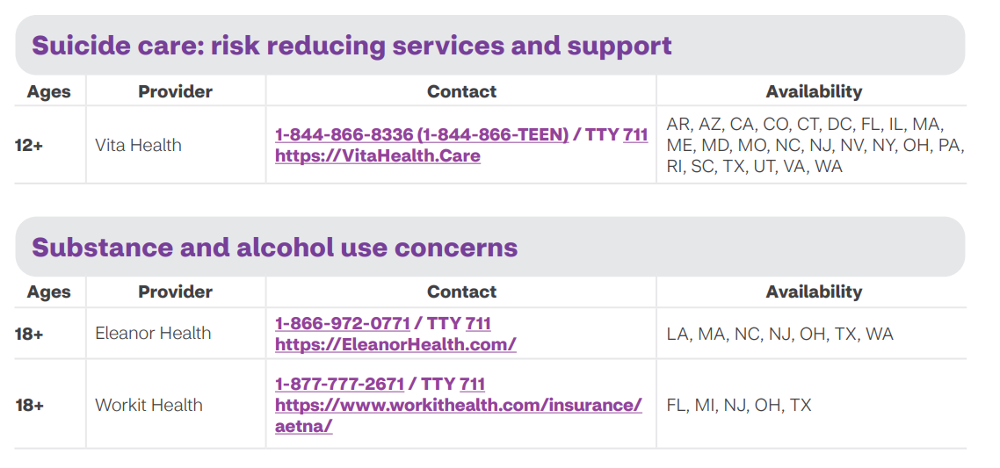 Suicide care: risk reducing services and support
Ages Provider Contact Availability
12+ Vita Health
1-844-866-8336 (1-844-866-TEEN) / TTY 711
https://VitaHealth.Care
AR, AZ, CA, CO, CT, DC, FL, IL, MA,
ME, MD, MO, NC, NJ, NV, NY, OH, PA,
RI, SC, TX, UT, VA, WA
Substance and alcohol use concerns
Ages Provider Contact Availability
18+ Eleanor Health
1-866-972-0771 / TTY 711
https://EleanorHealth.com/
LA, MA, NC, NJ, OH, TX, WA
18+ Workit Health
1-877-777-2671 / TTY 711
https://www.workithealth.com/insurance/
aetna/
FL, MI, NJ, OH, TX